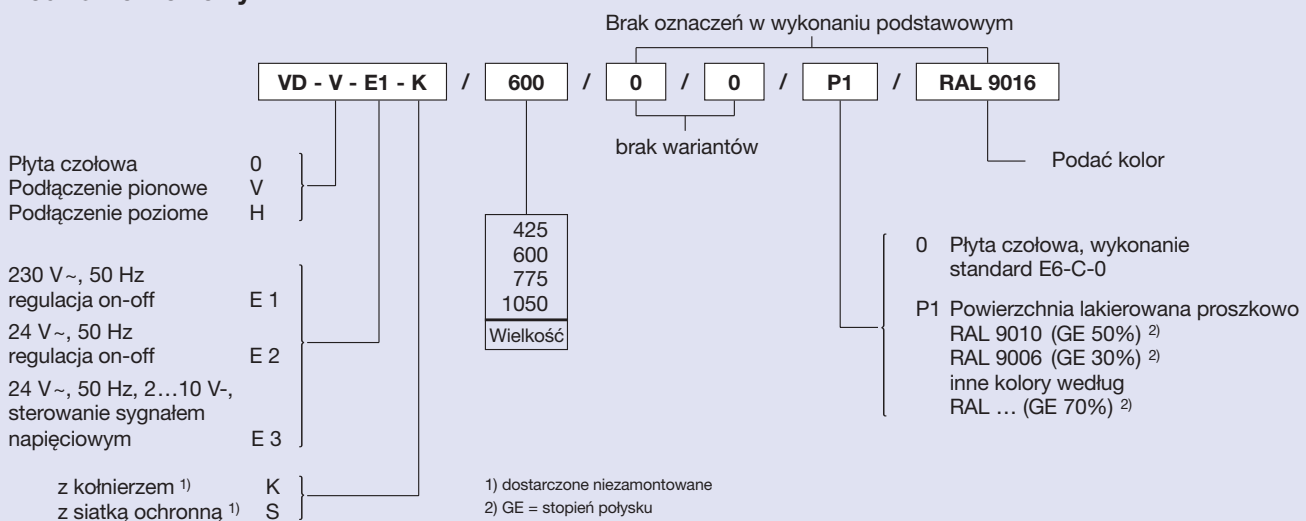 Brak oznaczeń w wykonaniu podstawowym
VD - V - E1 - K / 600 / 0 / 0 / P1 / RAL 9016
brak wariantów
Podać kolor
Płyta czołowa 0
Podłączenie pionowe V
Podłączenie poziome H
230 V~, 50 Hz
regulacja on-off E 1
24 V~, 50 Hz
regulacja on-off E 2
24 V~, 50 Hz, 2…10 V-,
sterowanie sygnałem
napięciowym E 3
z kołnierzem 1) K
z siatką ochronną 1) S
425
600
775
1050
Wielkość
0 Płyta czołowa, wykonanie
standard E6-C-0
P1 Powierzchnia lakierowana proszkowo
RAL 9010 (GE 50%) 2)
RAL 9006 (GE 30%) 2)
inne kolory według
RAL … (GE 70%) 2)
1) dostarczone niezamontowane
2) GE = stopień połysku